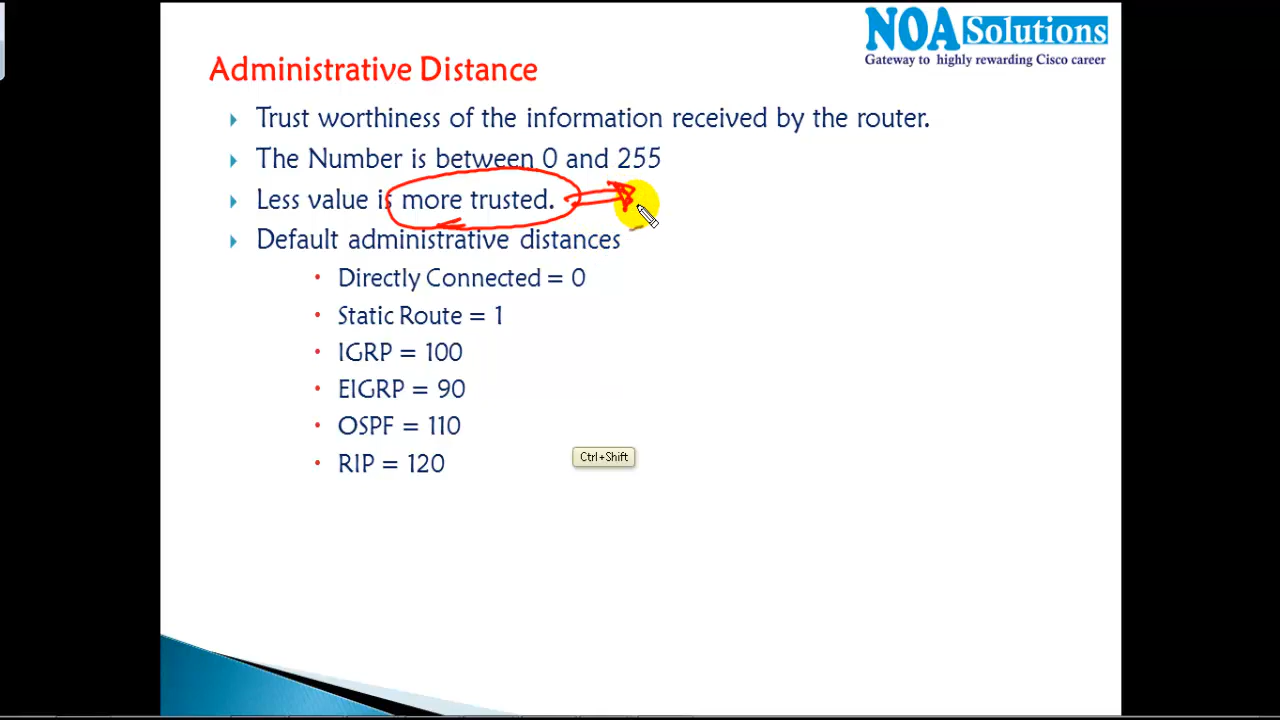 NOA Solutions
Gateway to highly rewarding Cisco career
Administrative Distance
Trust worthiness of the information received by the router.
The Number is between 0 and 255
Less value is more trusted.
Default administrative distances
Directly Connected = 0
Static Route = 1
IGRP = 100
EIGRP = 90
OSPF = 110
RIP = 120
Ctrl+Shift